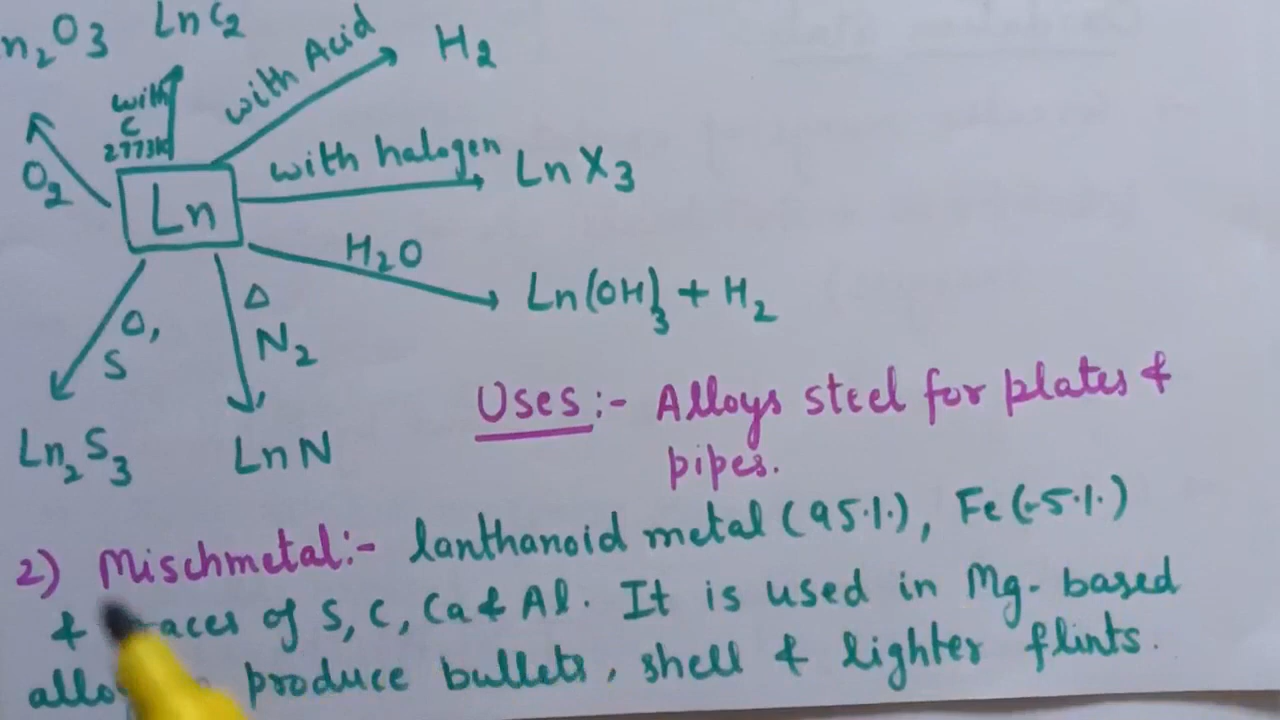 n₂O₃ LnC₂
with Acid H₂
with
C
2773K
O₂
with halogen LnX₃
Ln
H₂O
Ln(OH)₃ + H₂
Δ, S
Δ N₂
Ln₂S₃ LnN
Uses:- Alloys steel for plates &
pipes.
2) Mischmetal:- lanthanoid metal (95%), Fe (~5%)
& races of S, C, Ca & Al. It is used in Mg-based
allo produce bullets, shell & lighter flints.